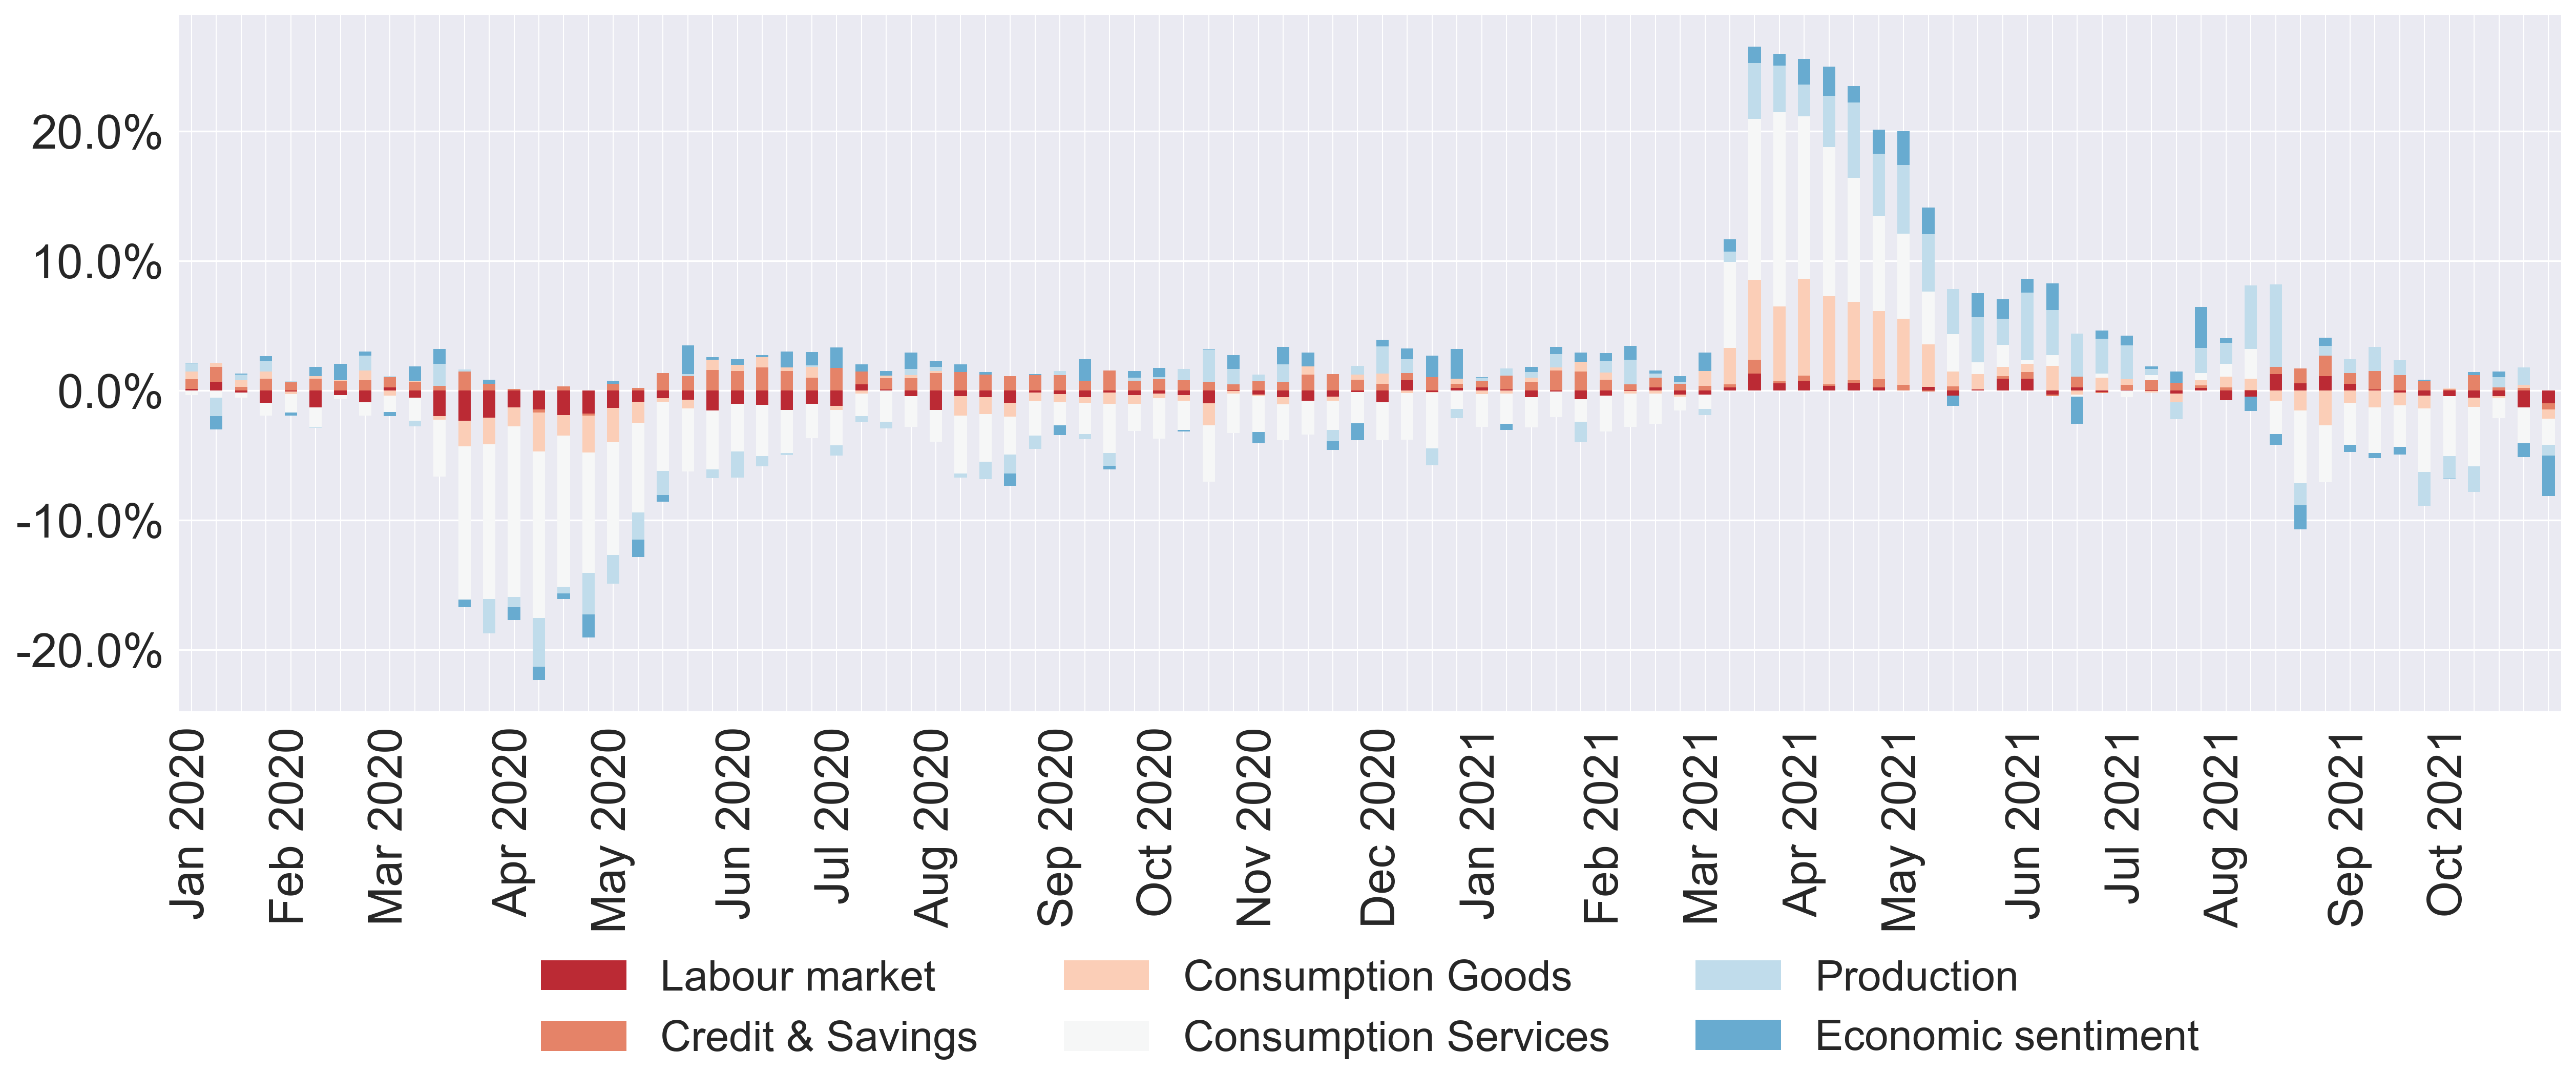 20.0%
10.0%
0.0%
-10.0%
-20.0%
Jan 2020
Feb 2020
Mar 2020
Apr 2020
May 2020
Jun 2020
Jul 2020
Aug 2020
Sep 2020
Oct 2020
Nov 2020
Dec 2020
Jan 2021
Feb 2021
Mar 2021
Apr 2021
May 2021
Jun 2021
Jul 2021
Aug 2021
Sep 2021
Oct 2021
Labour market
Credit & Savings
Consumption Goods
Consumption Services
Production
Economic sentiment